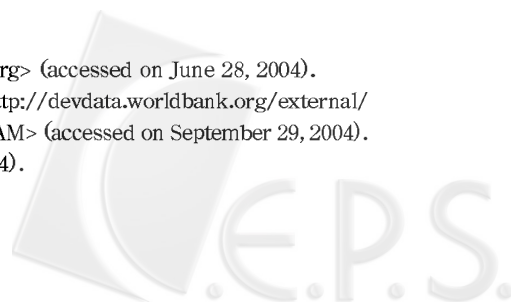 rg> (accessed on June 28, 2004).
ttp://devdata.worldbank.org/external/
AM> (accessed on September 29, 2004).
4).
C.E.P.S.